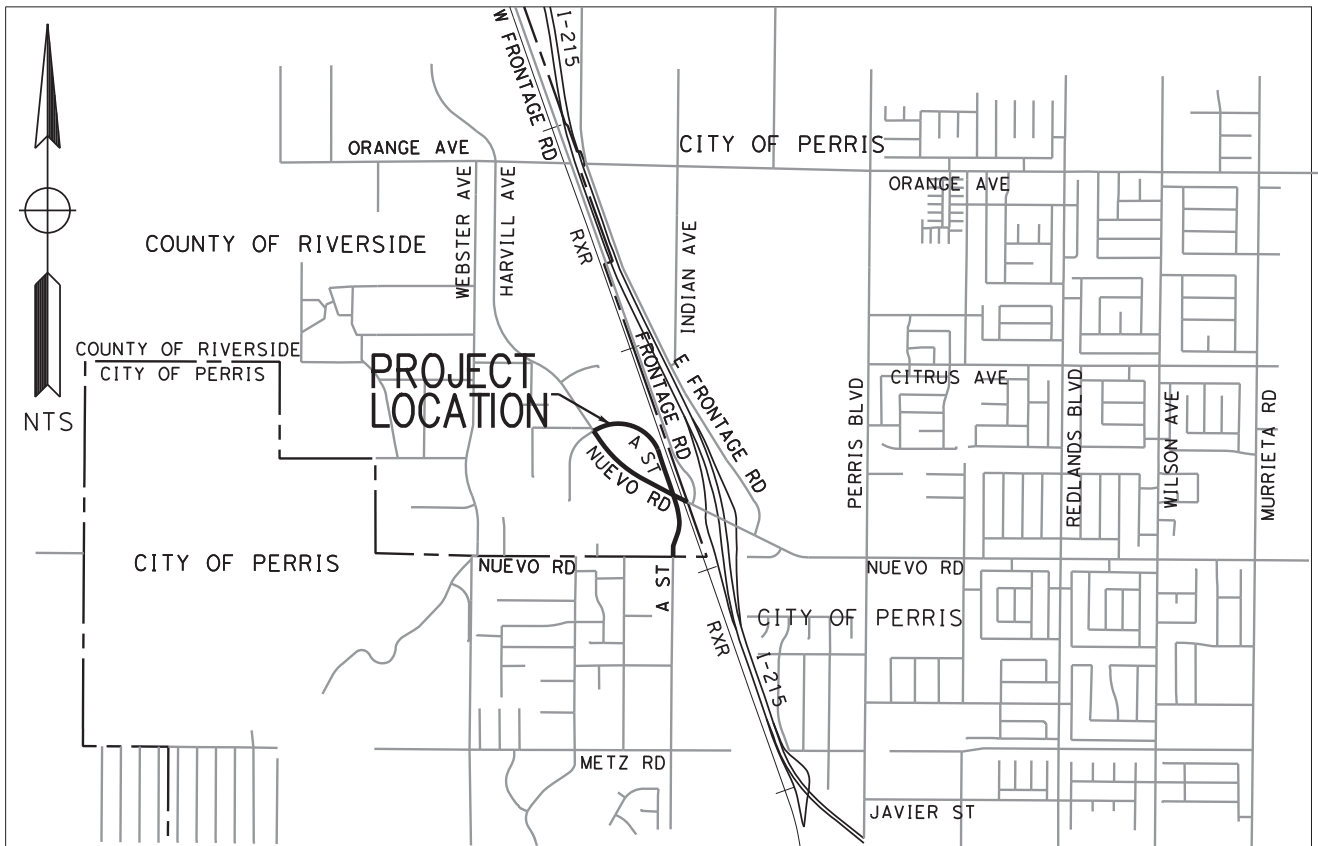 W FRONTAGE RD
I-215
ORANGE AVE
CITY OF PERRIS
ORANGE AVE
WEBSTER AVE
HARVILL AVE
RXR
INDIAN AVE
COUNTY OF RIVERSIDE
COUNTY OF RIVERSIDE
CITY OF PERRIS
NTS
PROJECT
LOCATION
FRONTAGE RD
E FRONTAGE RD
A ST
NUEVO RD
CITRUS AVE
PERRIS BLVD
REDLANDS BLVD
WILSON AVE
MURRIETA RD
CITY OF PERRIS
NUEVO RD
A ST
NUEVO RD
CITY OF PERRIS
RXR
I-215
METZ RD
JAVIER ST